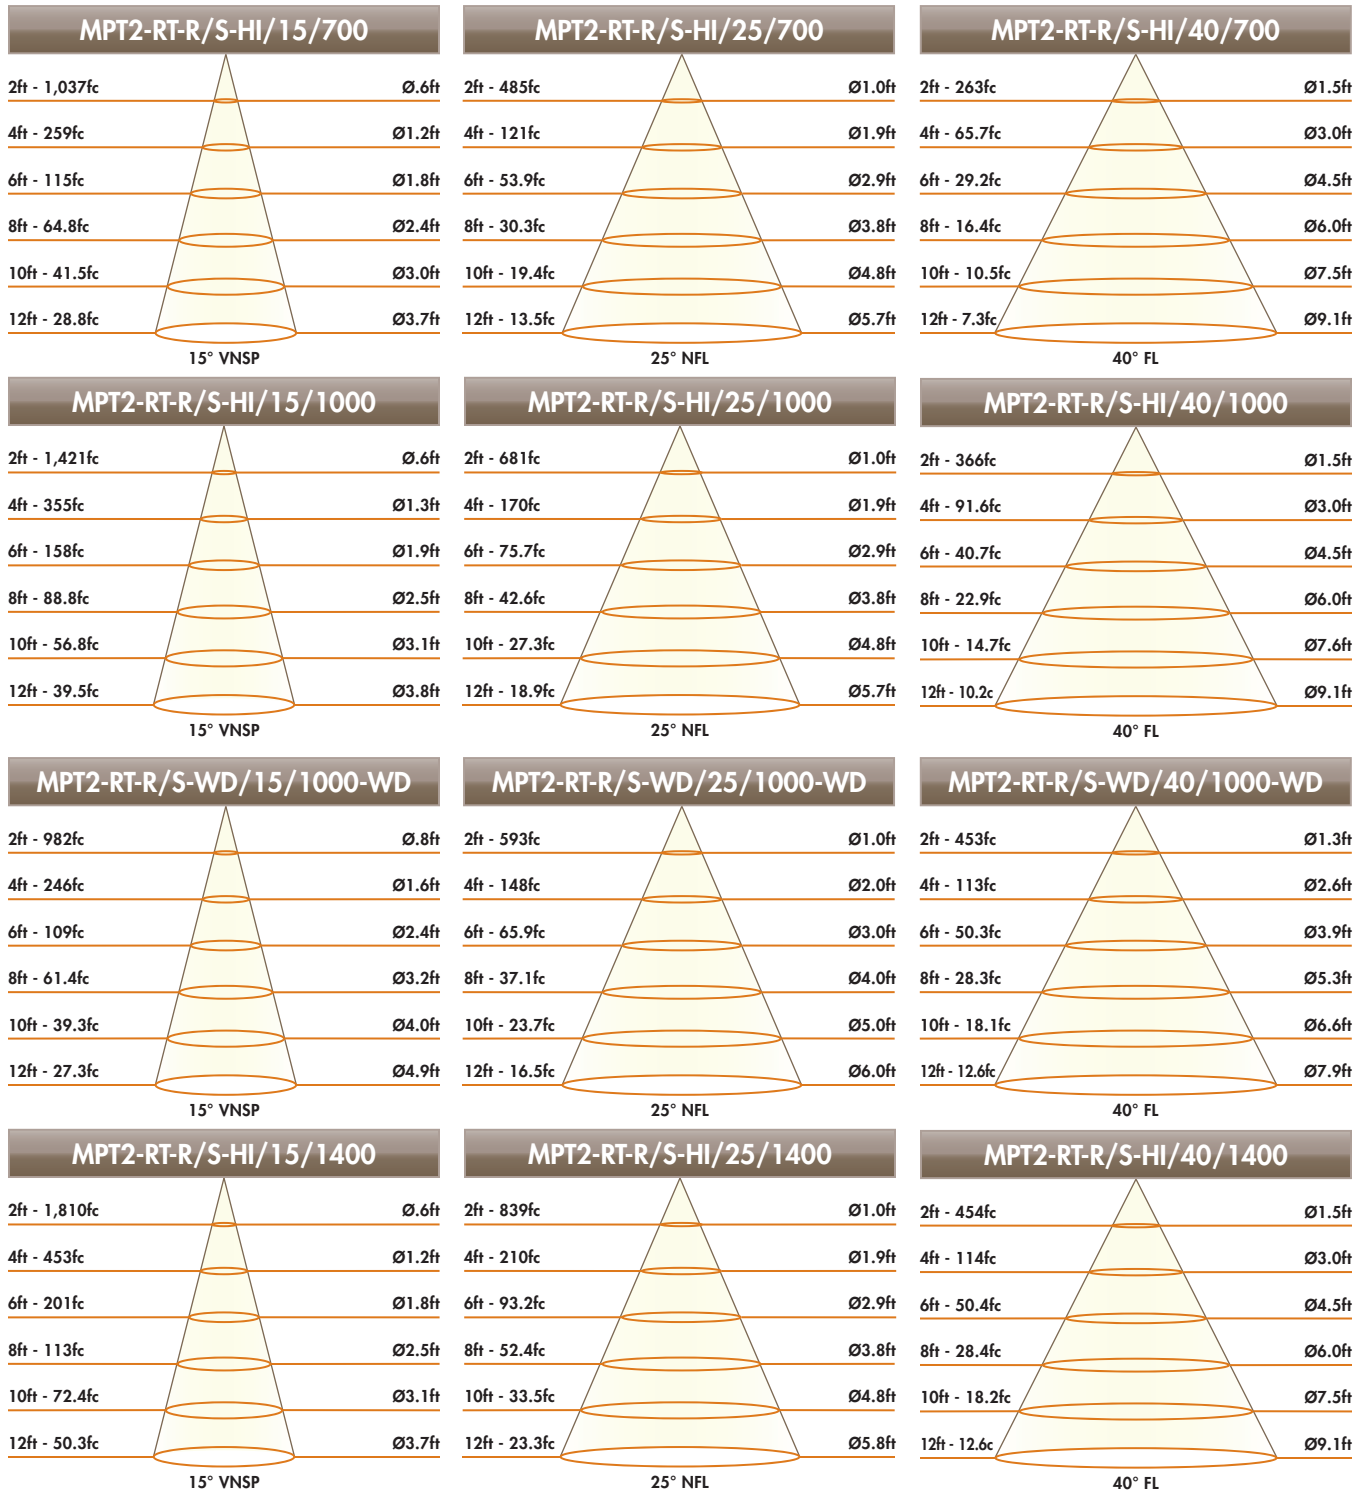 MPT2-RT-R/S-HI/15/700
2ft - 1,037fc Ø.6ft
4ft - 259fc Ø1.2ft
6ft - 115fc Ø1.8ft
8ft - 64.8fc Ø2.4ft
10ft - 41.5fc Ø3.0ft
12ft - 28.8fc Ø3.7ft
15° VNSP
MPT2-RT-R/S-HI/25/700
2ft - 485fc Ø1.0ft
4ft - 121fc Ø1.9ft
6ft - 53.9fc Ø2.9ft
8ft - 30.3fc Ø3.8ft
10ft - 19.4fc Ø4.8ft
12ft - 13.5fc Ø5.7ft
25° NFL
MPT2-RT-R/S-HI/40/700
2ft - 263fc Ø1.5ft
4ft - 65.7fc Ø3.0ft
6ft - 29.2fc Ø4.5ft
8ft - 16.4fc Ø6.0ft
10ft - 10.5fc Ø7.5ft
12ft - 7.3fc Ø9.1ft
40° FL
MPT2-RT-R/S-HI/15/1000
2ft - 1,421fc Ø.6ft
4ft - 355fc Ø1.3ft
6ft - 158fc Ø1.9ft
8ft - 88.8fc Ø2.5ft
10ft - 56.8fc Ø3.1ft
12ft - 39.5fc Ø3.8ft
15° VNSP
MPT2-RT-R/S-HI/25/1000
2ft - 681fc Ø1.0ft
4ft - 170fc Ø1.9ft
6ft - 75.7fc Ø2.9ft
8ft - 42.6fc Ø3.8ft
10ft - 27.3fc Ø4.8ft
12ft - 18.9fc Ø5.7ft
25° NFL
MPT2-RT-R/S-HI/40/1000
2ft - 366fc Ø1.5ft
4ft - 91.6fc Ø3.0ft
6ft - 40.7fc Ø4.5ft
8ft - 22.9fc Ø6.0ft
10ft - 14.7fc Ø7.6ft
12ft - 10.2c Ø9.1ft
40° FL
MPT2-RT-R/S-WD/15/1000-WD
2ft - 982fc Ø.8ft
4ft - 246fc Ø1.6ft
6ft - 109fc Ø2.4ft
8ft - 61.4fc Ø3.2ft
10ft - 39.3fc Ø4.0ft
12ft - 27.3fc Ø4.9ft
15° VNSP
MPT2-RT-R/S-WD/25/1000-WD
2ft - 593fc Ø1.0ft
4ft - 148fc Ø2.0ft
6ft - 65.9fc Ø3.0ft
8ft - 37.1fc Ø4.0ft
10ft - 23.7fc Ø5.0ft
12ft - 16.5fc Ø6.0ft
25° NFL
MPT2-RT-R/S-WD/40/1000-WD
2ft - 453fc Ø1.3ft
4ft - 113fc Ø2.6ft
6ft - 50.3fc Ø3.9ft
8ft - 28.3fc Ø5.3ft
10ft - 18.1fc Ø6.6ft
12ft - 12.6fc Ø7.9ft
40° FL
MPT2-RT-R/S-HI/15/1400
2ft - 1,810fc Ø.6ft
4ft - 453fc Ø1.2ft
6ft - 201fc Ø1.8ft
8ft - 113fc Ø2.5ft
10ft - 72.4fc Ø3.1ft
12ft - 50.3fc Ø3.7ft
15° VNSP
MPT2-RT-R/S-HI/25/1400
2ft - 839fc Ø1.0ft
4ft - 210fc Ø1.9ft
6ft - 93.2fc Ø2.9ft
8ft - 52.4fc Ø3.8ft
10ft - 33.5fc Ø4.8ft
12ft - 23.3fc Ø5.8ft
25° NFL
MPT2-RT-R/S-HI/40/1400
2ft - 454fc Ø1.5ft
4ft - 114fc Ø3.0ft
6ft - 50.4fc Ø4.5ft
8ft - 28.4fc Ø6.0ft
10ft - 18.2fc Ø7.5ft
12ft - 12.6c Ø9.1ft
40° FL